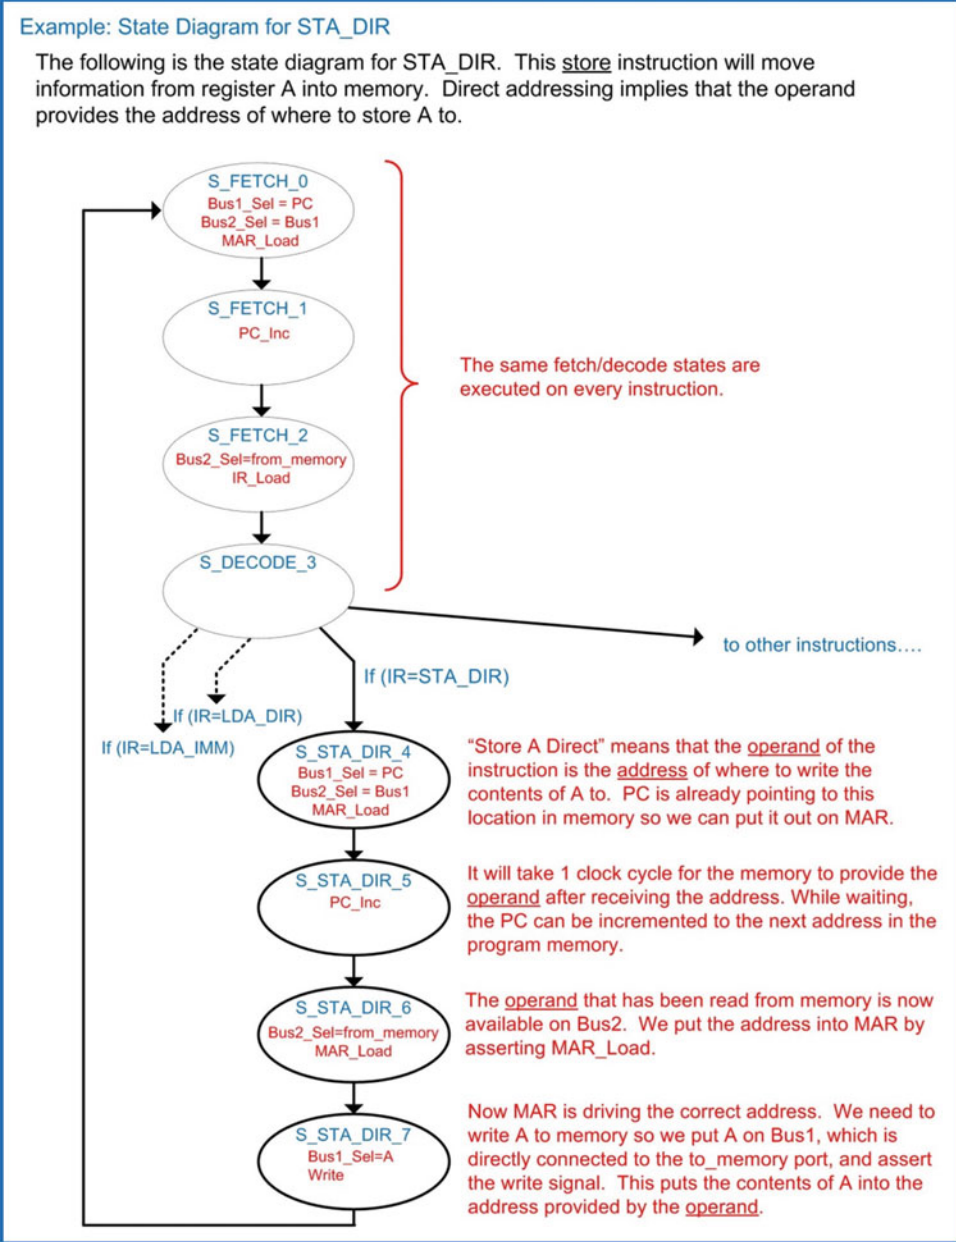 Example: State Diagram for STA_DIR
The following is the state diagram for STA_DIR. This store instruction will move
information from register A into memory. Direct addressing implies that the operand
provides the address of where to store A to.
S_FETCH_0
Bus1_Sel = PC
Bus2_Sel = Bus1
MAR_Load
S_FETCH_1
PC_Inc
The same fetch/decode states are
executed on every instruction.
S_FETCH_2
Bus2_Sel=from_memory
IR_Load
S_DECODE_3
to other instructions….
If (IR=STA_DIR)
If (IR=LDA_DIR)
If (IR=LDA_IMM)
S_STA_DIR_4
Bus1_Sel = PC
Bus2_Sel = Bus1
MAR_Load
“Store A Direct” means that the operand of the
instruction is the address of where to write the
contents of A to. PC is already pointing to this
location in memory so we can put it out on MAR.
S_STA_DIR_5
PC_Inc
It will take 1 clock cycle for the memory to provide the
operand after receiving the address. While waiting,
the PC can be incremented to the next address in the
program memory.
S_STA_DIR_6
Bus2_Sel=from_memory
MAR_Load
The operand that has been read from memory is now
available on Bus2. We put the address into MAR by
asserting MAR_Load.
S_STA_DIR_7
Bus1_Sel=A
Write
Now MAR is driving the correct address. We need to
write A to memory so we put A on Bus1, which is
directly connected to the to_memory port, and assert
the write signal. This puts the contents of A into the
address provided by the operand.